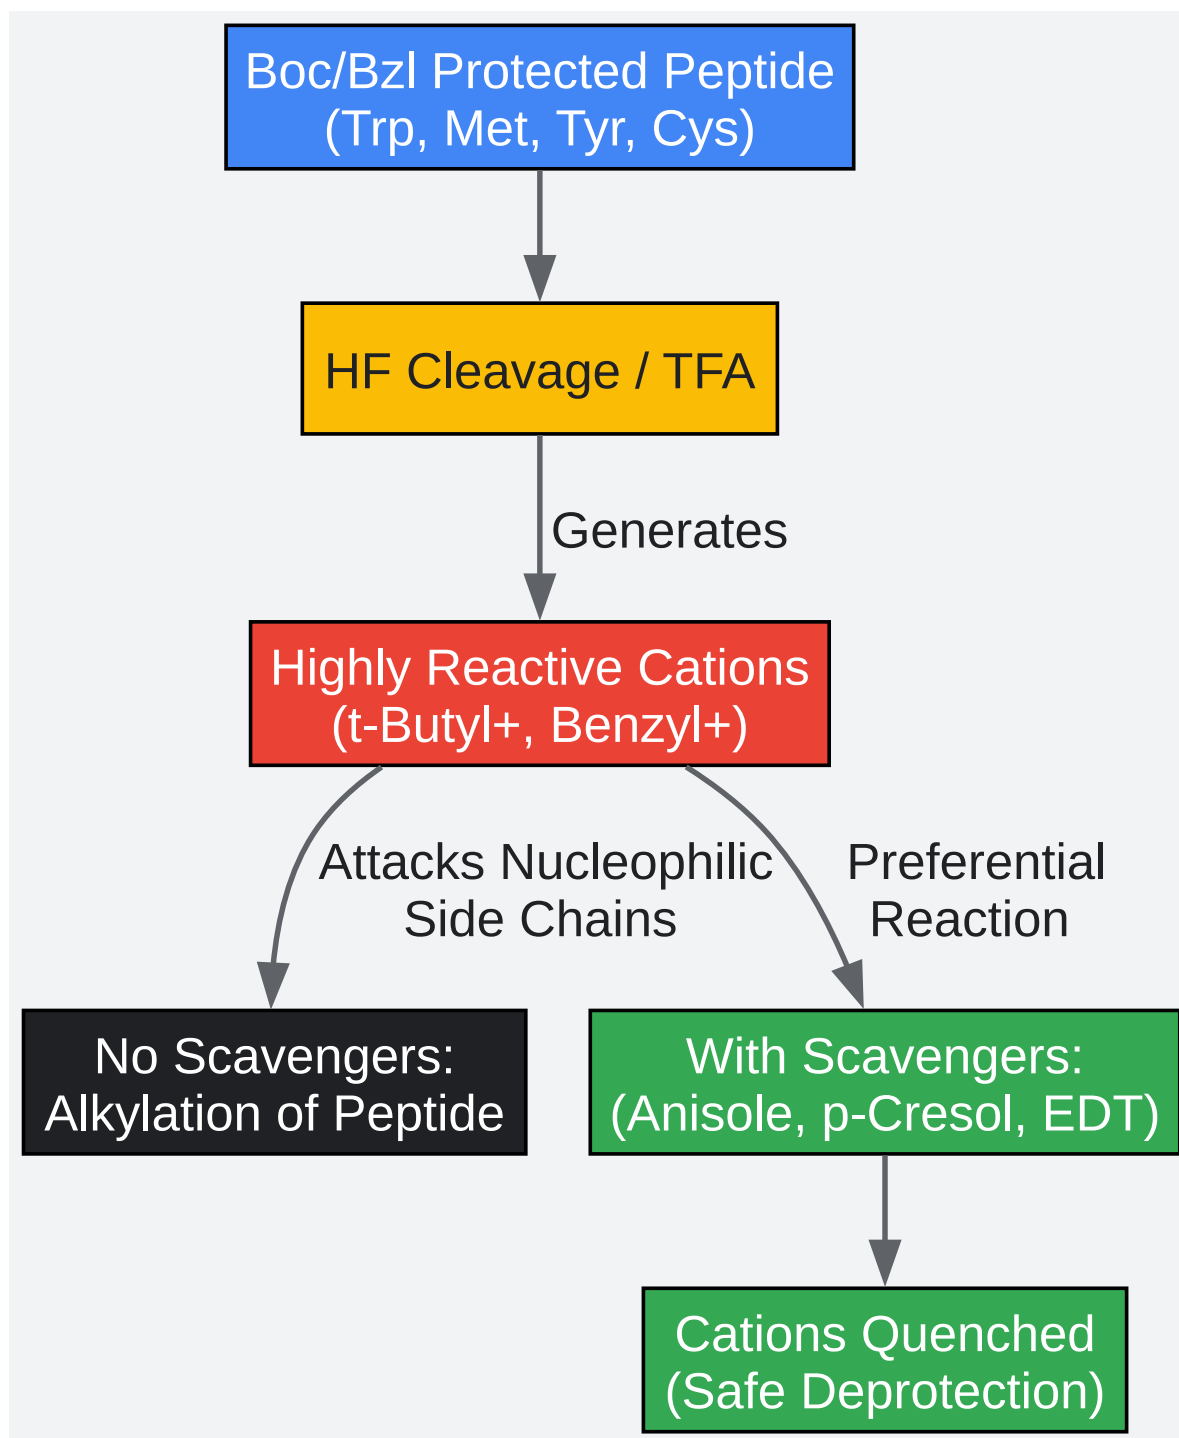 Boc/Bzl Protected Peptide
(Trp, Met, Tyr, Cys)
HF Cleavage / TFA
Generates
Highly Reactive Cations
(t-Butyl+, Benzyl+)
Attacks Nucleophilic
Side Chains
Preferential
Reaction
No Scavengers:
Alkylation of Peptide
With Scavengers:
(Anisole, p-Cresol, EDT)
Cations Quenched
(Safe Deprotection)